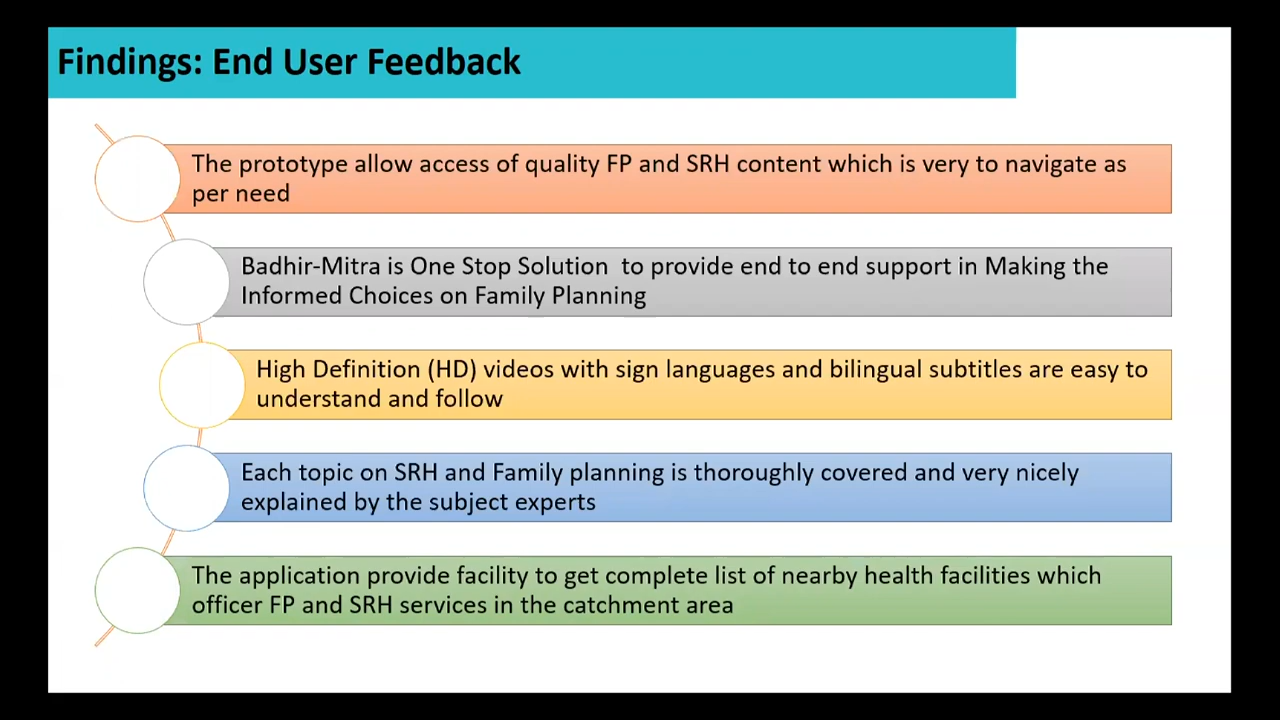 Findings: End User Feedback
The prototype allow access of quality FP and SRH content which is very to navigate as
per need
Badhir-Mitra is One Stop Solution  to provide end to end support in Making the
Informed Choices on Family Planning
High Definition (HD) videos with sign languages and bilingual subtitles are easy to
understand and follow
Each topic on SRH and Family planning is thoroughly covered and very nicely
explained by the subject experts
The application provide facility to get complete list of nearby health facilities which
officer FP and SRH services in the catchment area